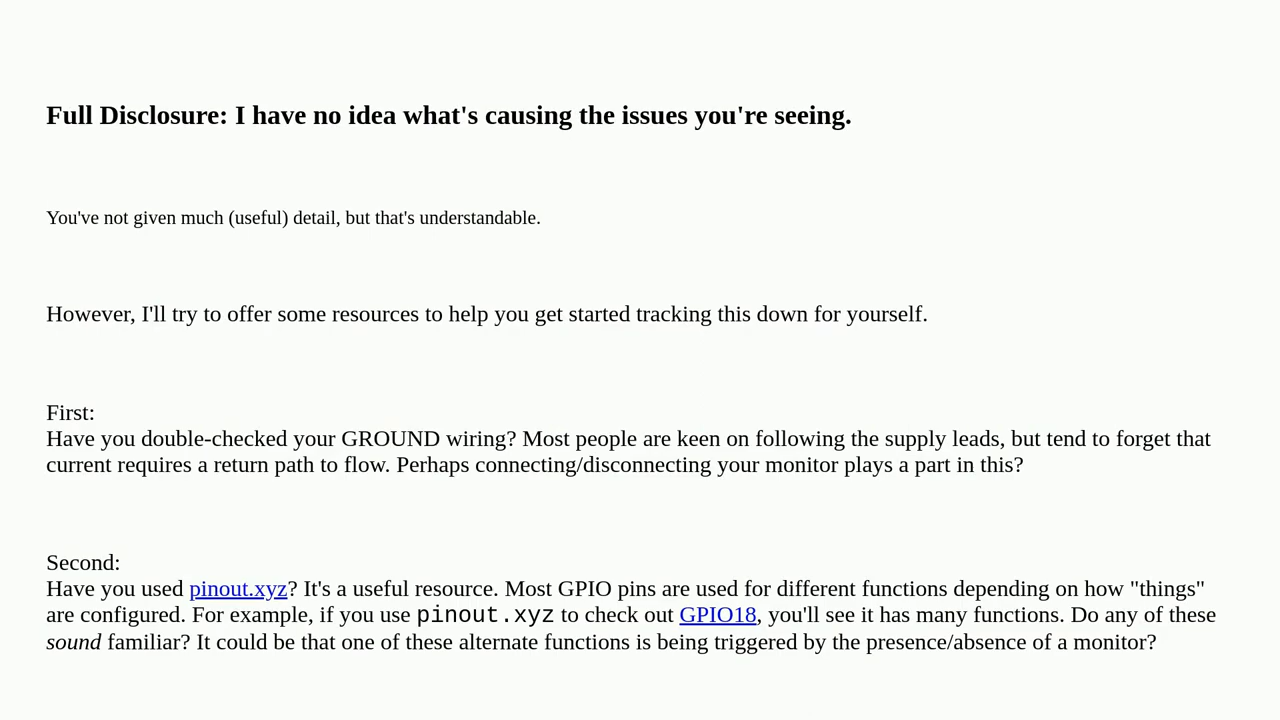 Full Disclosure: I have no idea what's causing the issues you're seeing.
You've not given much (useful) detail, but that's understandable.
However, I'll try to offer some resources to help you get started tracking this down for yourself.
First:
Have you double-checked your GROUND wiring? Most people are keen on following the supply leads, but tend to forget that
current requires a return path to flow. Perhaps connecting/disconnecting your monitor plays a part in this?
Second:
Have you used pinout.xyz? It's a useful resource. Most GPIO pins are used for different functions depending on how "things"
are configured. For example, if you use pinout.xyz to check out GPIO18, you'll see it has many functions. Do any of these
sound familiar? It could be that one of these alternate functions is being triggered by the presence/absence of a monitor?